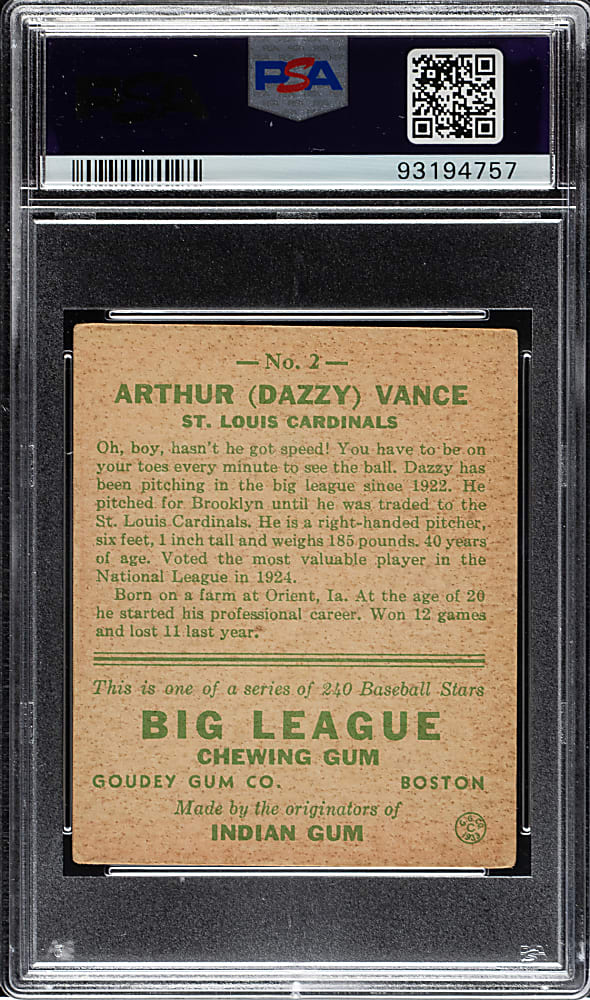 PSA
93194757
— No. 2 —
ARTHUR (DAZZY) VANCE
ST. LOUIS CARDINALS
Oh, boy, hasn't he got speed! You have to be on
your toes every minute to see the ball. Dazzy has
been pitching in the big league since 1922. He
pitched for Brooklyn until he was traded to the
St. Louis Cardinals. He is a right-handed pitcher,
six feet, 1 inch tall and weighs 185 pounds. 40 years
of age. Voted the most valuable player in the
National League in 1924.
Born on a farm at Orient, Ia. At the age of 20
he started his professional career. Won 12 games
and lost 11 last year.
This is one of a series of 240 Baseball Stars
BIG LEAGUE
CHEWING GUM
GOUDEY GUM CO. BOSTON
Made by the originators of
INDIAN GUM
G.G.Co.
C
1933